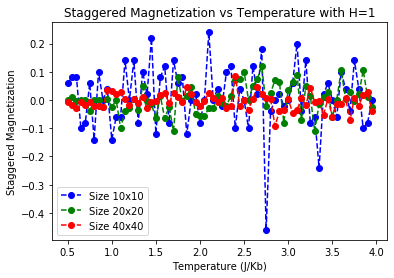 Staggered Magnetization vs Temperature with H=1
Staggered Magnetization
0.2
0.1
0.0
−0.1
−0.2
−0.3
−0.4
Size 10x10
Size 20x20
Size 40x40
0.5 1.0 1.5 2.0 2.5 3.0 3.5 4.0
Temperature (J/Kb)